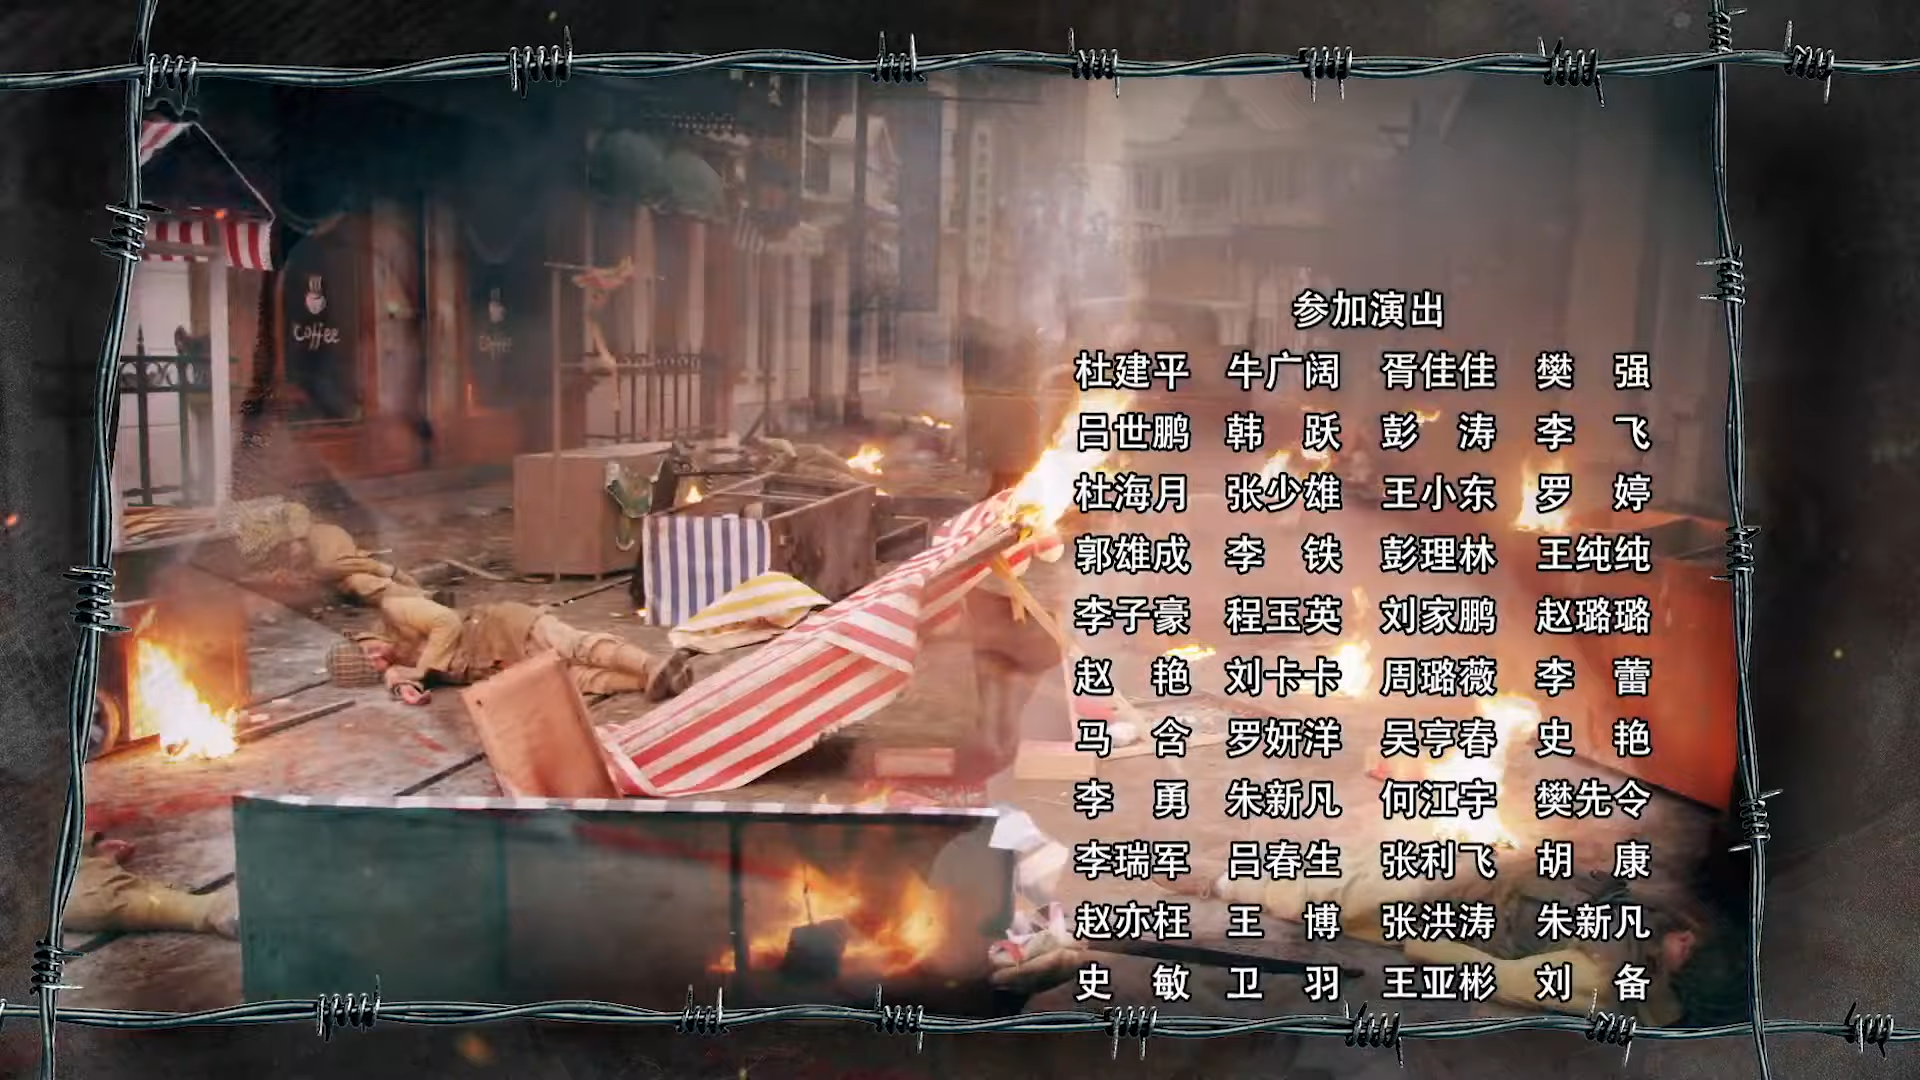 coffee
参加演出
杜建平 牛广阔 胥佳佳 樊 强
吕世鹏 韩 跃 彭 涛 李 飞
杜海月 张少雄 王小东 罗 婷
郭雄成 李 铁 彭理林 王纯纯
李子豪 程玉英 刘家鹏 赵璐璐
赵 艳 刘卡卡 周璐薇 李 蕾
马 含 罗妍洋 吴亨春 史 艳
李 勇 朱新凡 何江宇 樊先令
李瑞军 吕春生 张利飞 胡 康
赵亦枉 王 博 张洪涛 朱新凡
史 敏 卫 羽 王亚彬 刘 备